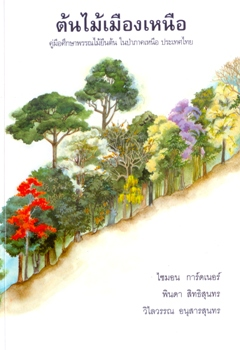 ต้นไม้เมืองเหนือ
คู่มือศึกษาพรรณไม้ยืนต้น ในป่าภาคเหนือ ประเทศไทย
ไซมอน การ์ดเนอร์
พินดา สิทธิสุนทร
วิไลวรรณ อนุสารสุนทร